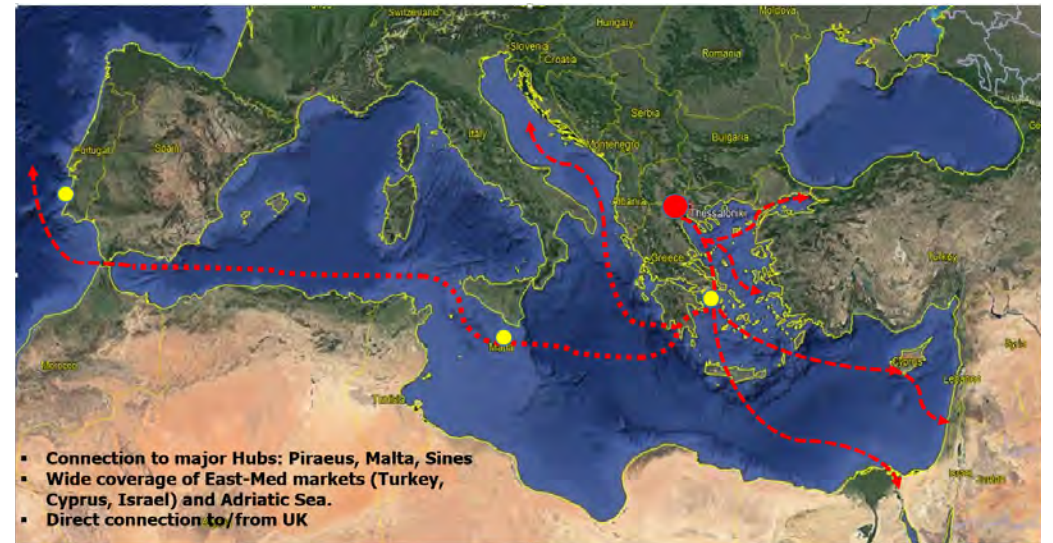 Switzerland
Hungary
Moldova
Slovenia
Croatia
Romania
Serbia
Italy
Montenegro
Bulgaria
Portugal
Spain
Albania
Thessaloniki
Greece
Turkey
Malta
Cyprus
Syria
Morocco
Tunisia
Israel
▪ Connection to major Hubs: Piraeus, Malta, Sines
▪ Wide coverage of East-Med markets (Turkey,
Cyprus, Israel) and Adriatic Sea.
▪ Direct connection to/from UK